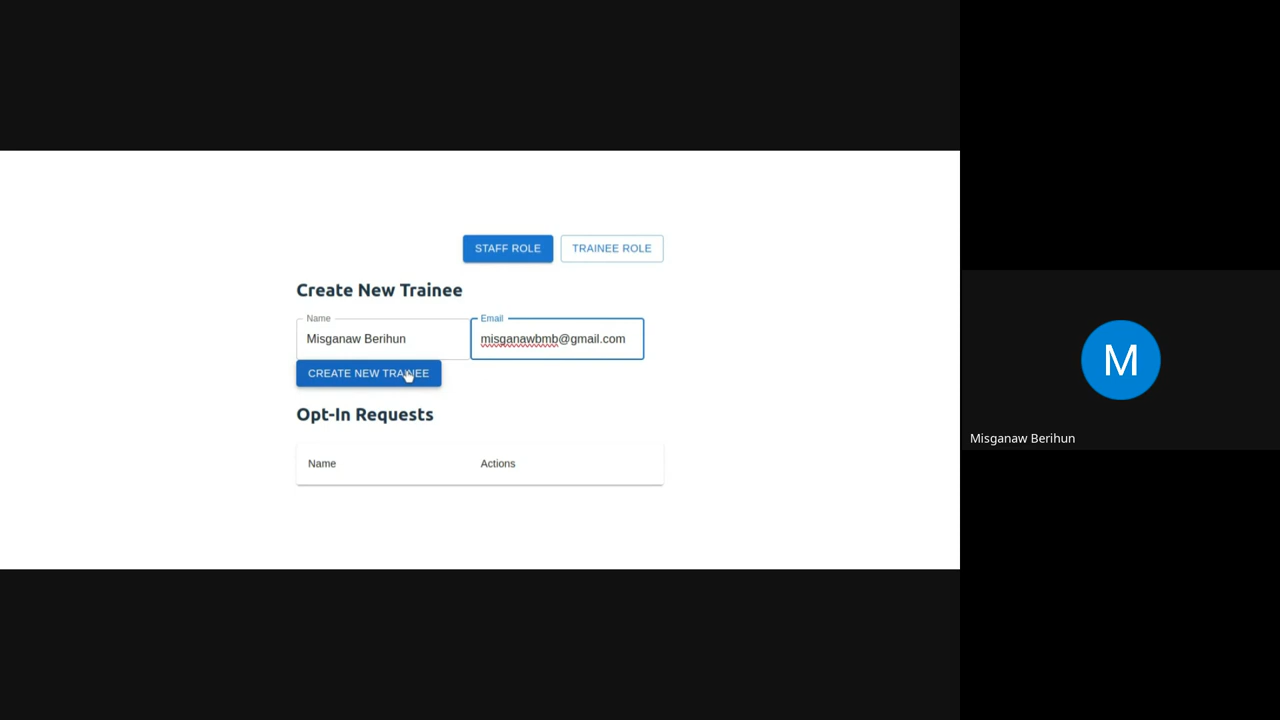 STAFF ROLE TRAINEE ROLE
Create New Trainee
Name Email
Misganaw Berihun misganawbmb@gmail.com
CREATE NEW TRAINEE
Opt-In Requests
Name Actions
M
Misganaw Berihun